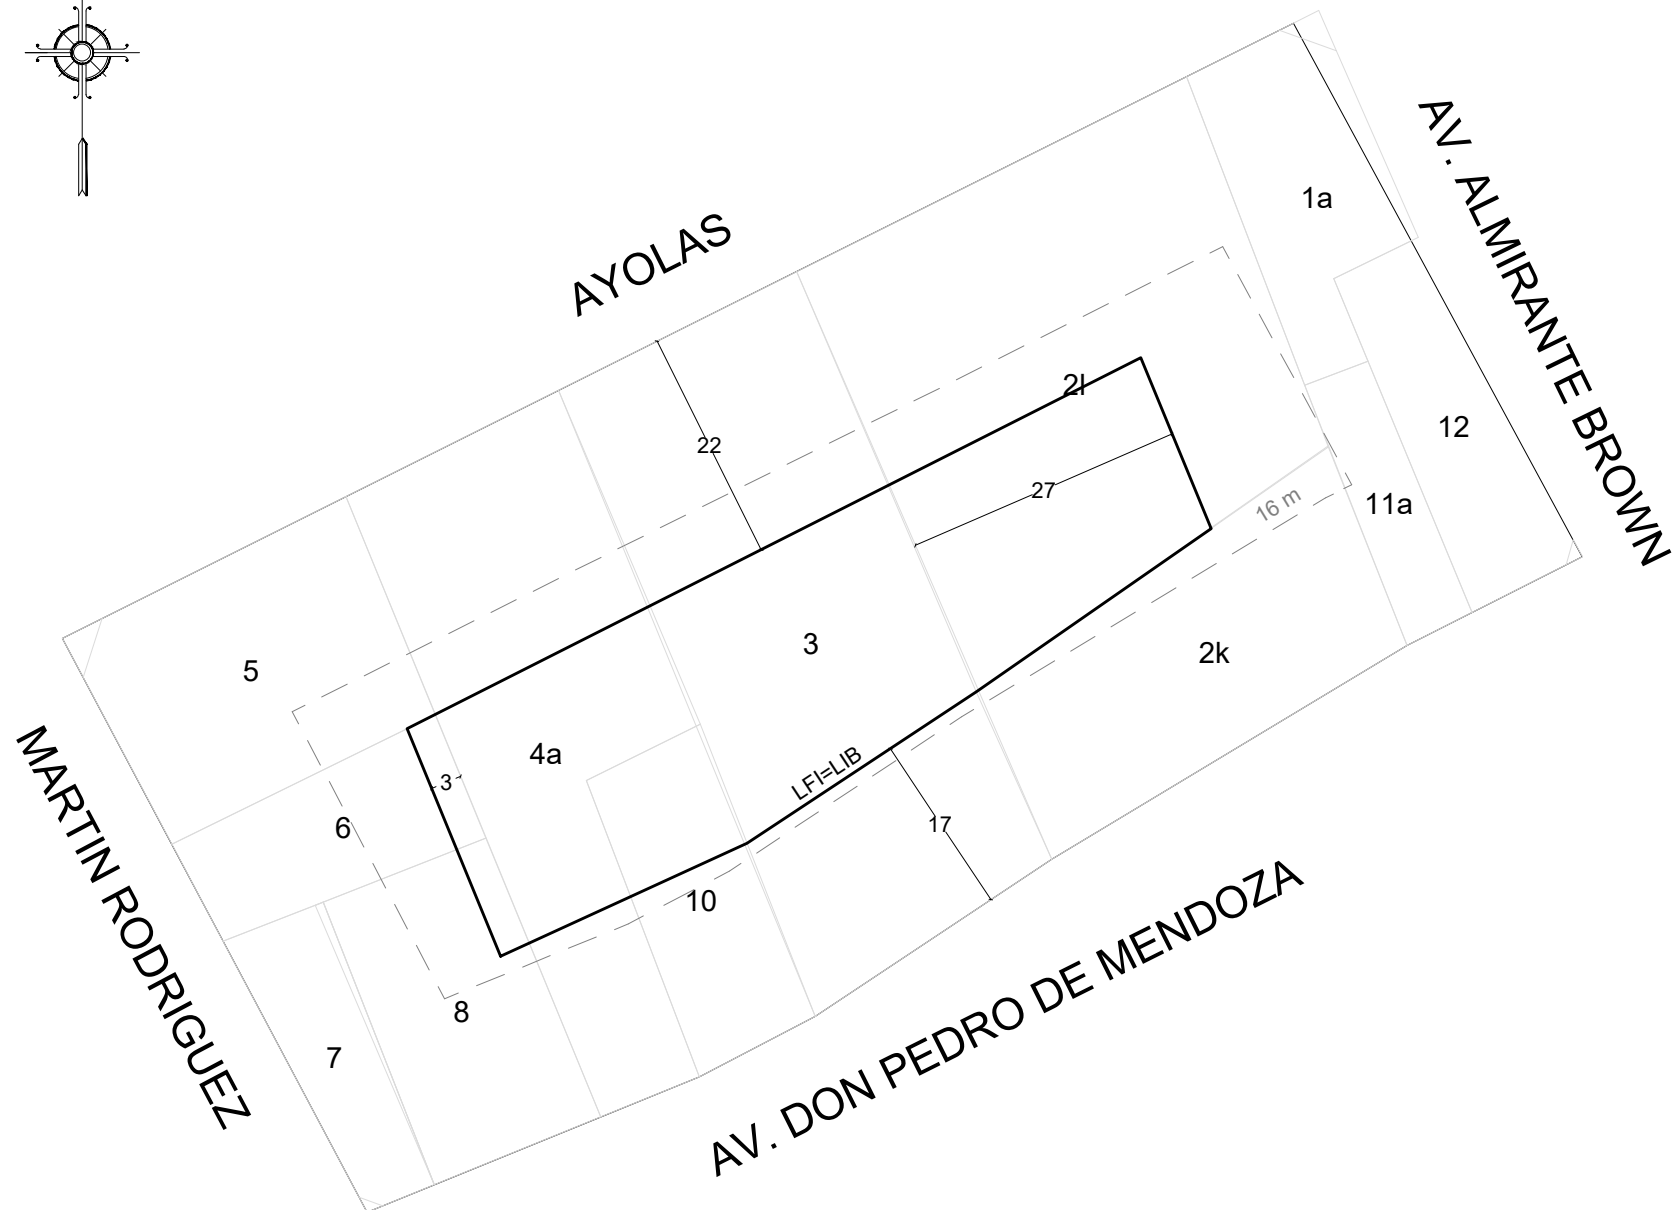 AYOLAS
AV. ALMIRANTE BROWN
1a
2l
22
12
27
16 m
11a
3
2k
5
4a
3
LFI=LIB
6
17
10
8
7
MARTIN RODRIGUEZ
AV. DON PEDRO DE MENDOZA